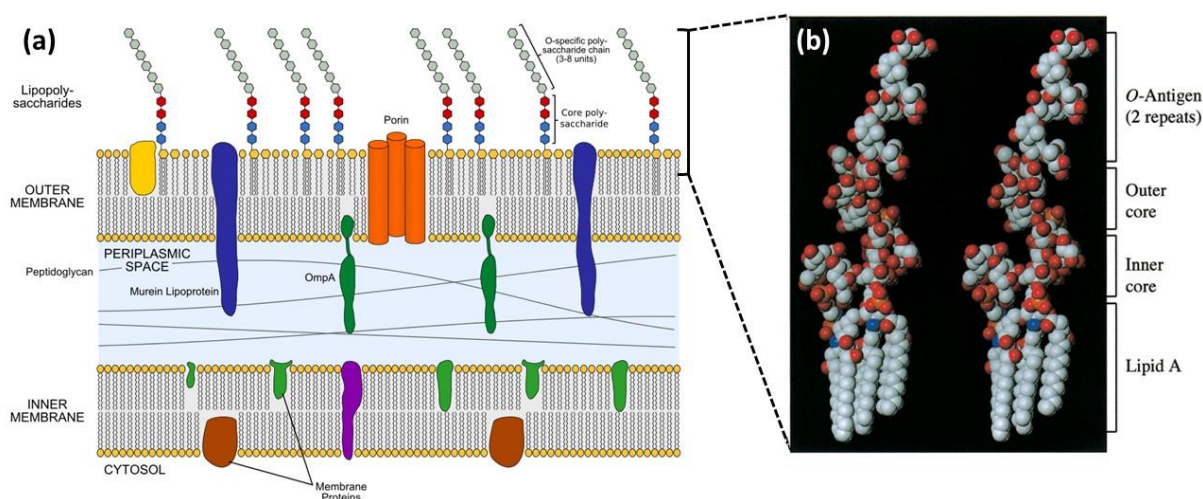 (a)
O-specific poly-
saccharide chain
(3-8 units)
Lipopoly-
saccharides
Core poly-
saccharide
Porin
OUTER
MEMBRANE
PERIPLASMIC
SPACE
Peptidoglycan
Murein Lipoprotein
OmpA
INNER
MEMBRANE
CYTOSOL
Membrane
Proteins
(b)
O-Antigen
(2 repeats)
Outer
core
Inner
core
Lipid A